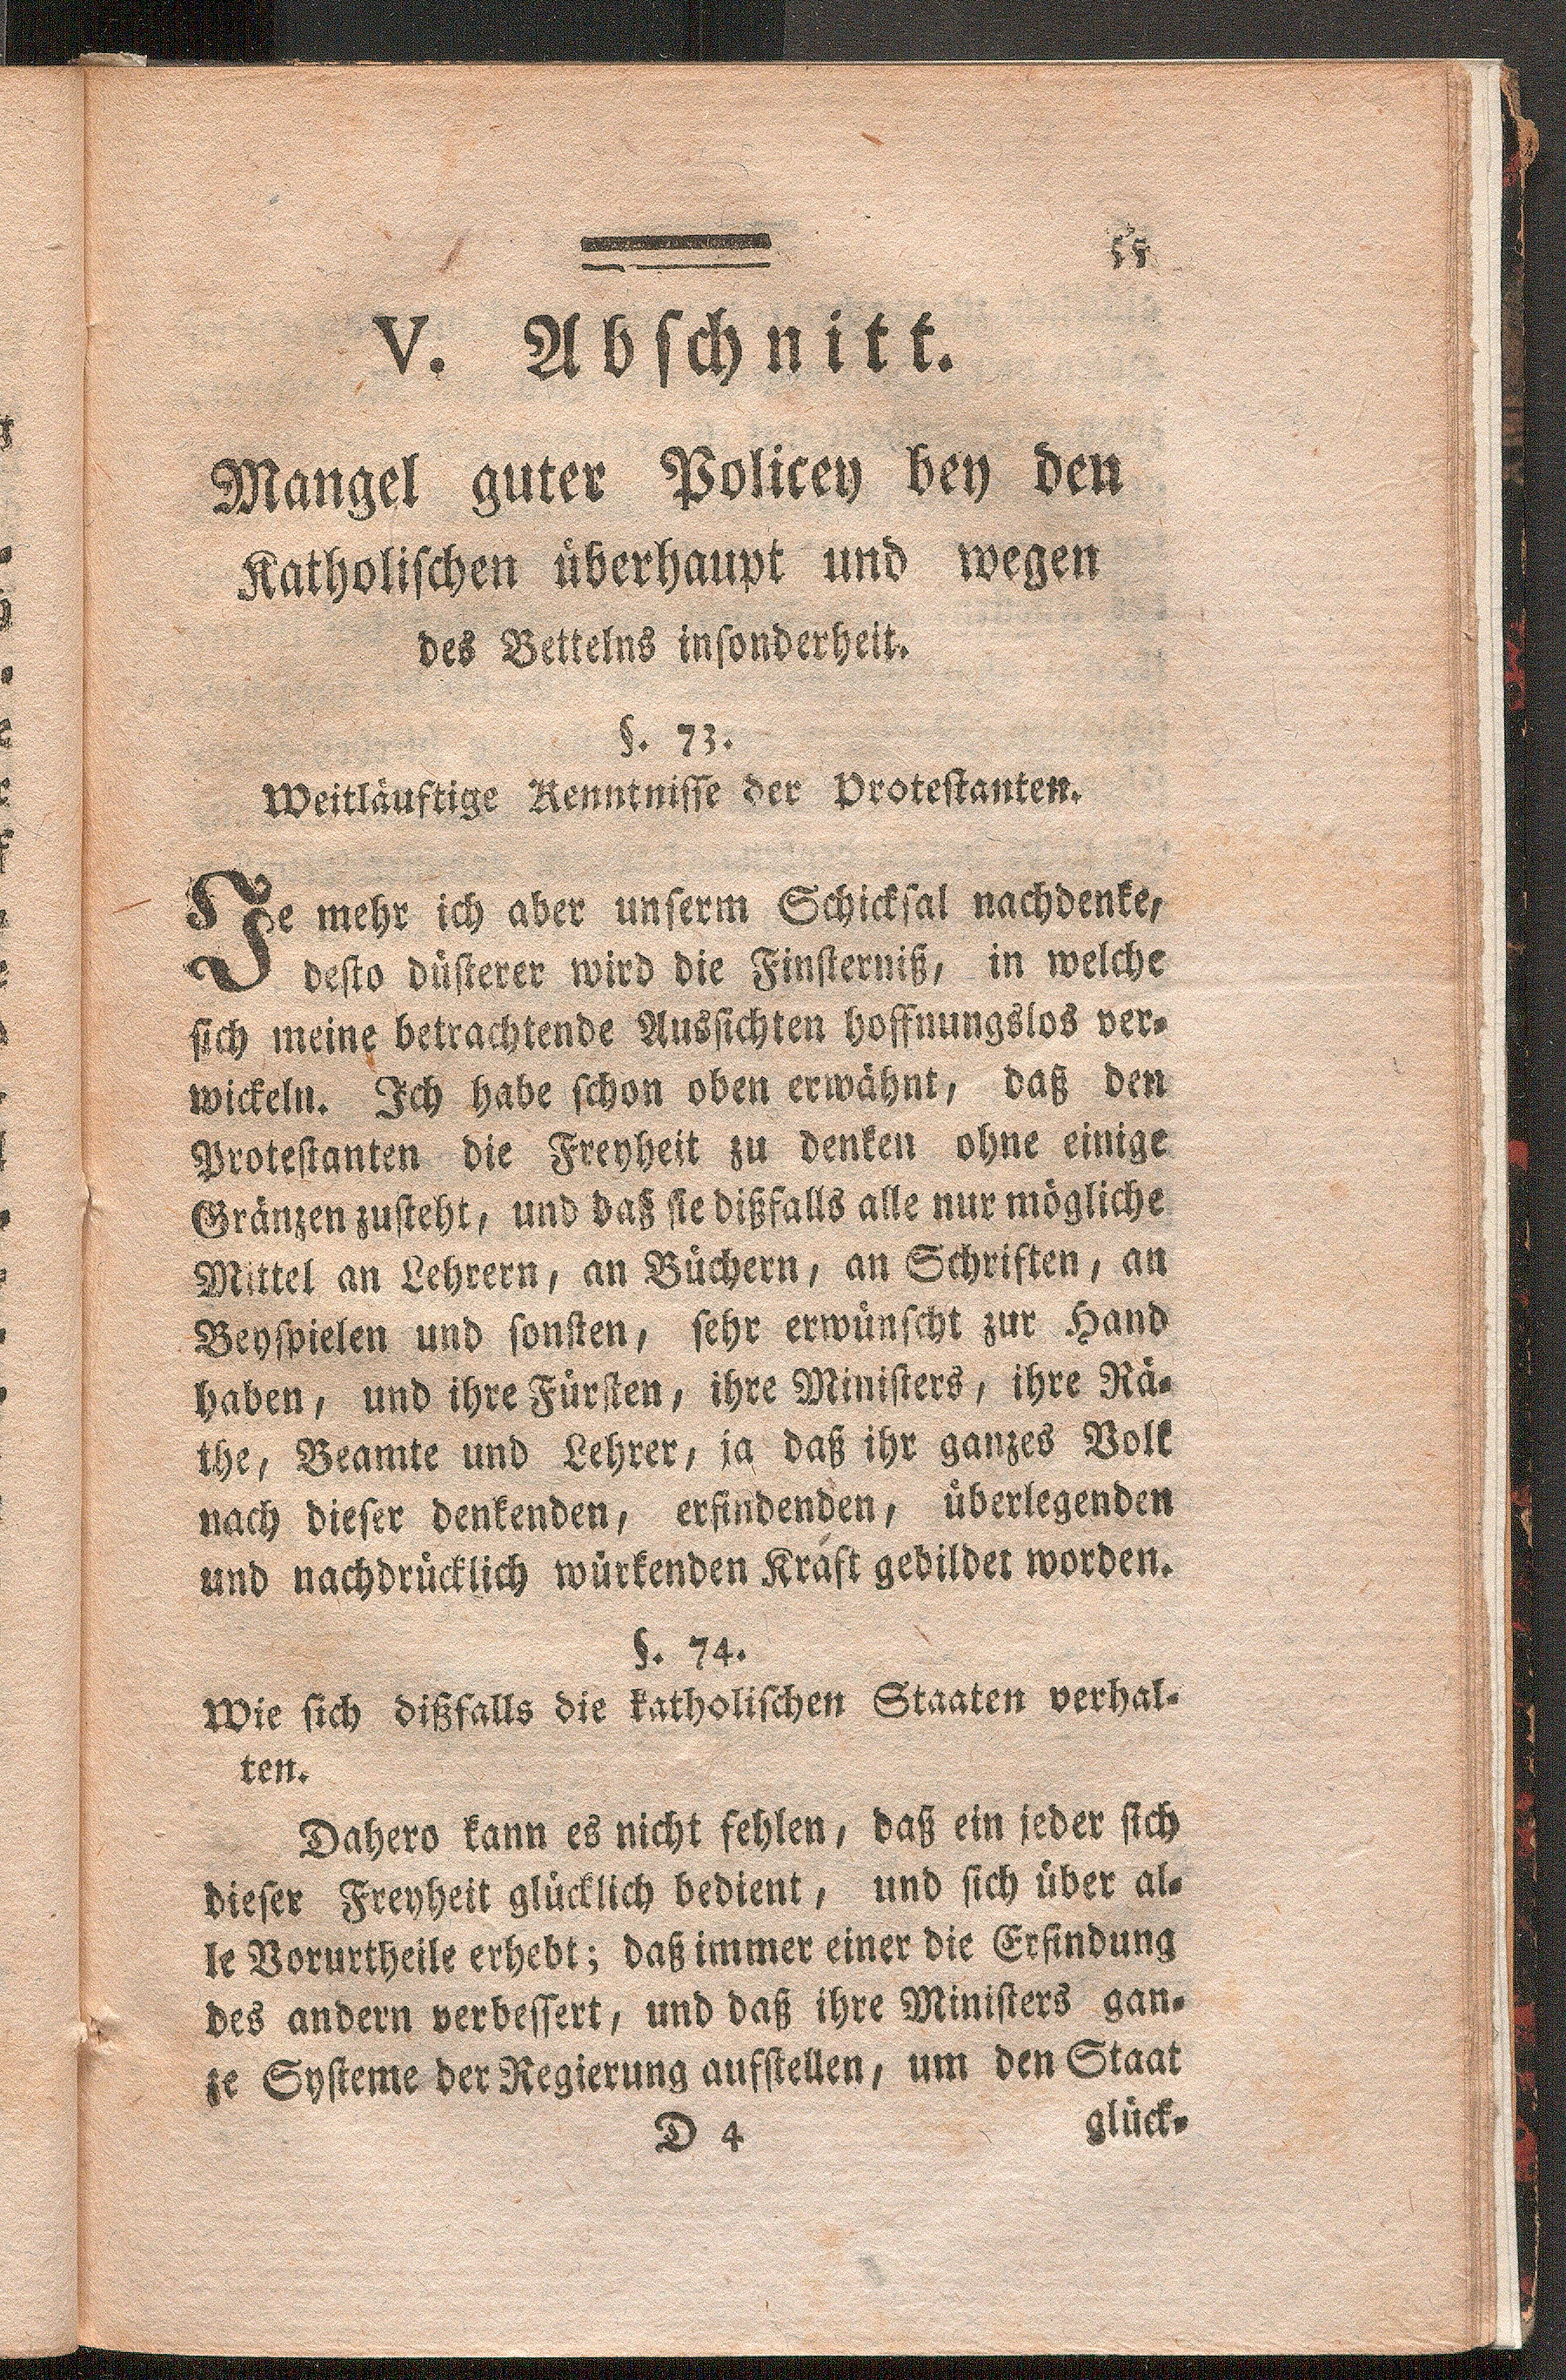 55
V. Abschnitt.
Mangel guter Policey bey den
Katholischen überhaupt und wegen
des Bettelns insonderheit.
§. 73.
Weitläuftige Kenntnisse der Protestanten.
Je mehr ich aber unserm Schicksal nachdenke,
desto düsterer wird die Finsterniß, in welche
sich meine betrachtende Aussichten hoffnungslos ver-
wickeln. Ich habe schon oben erwähnt, daß den
Protestanten die Freyheit zu denken ohne einige
Gränzen zusteht, und daß sie dißfalls alle nur mögliche
Mittel an Lehrern, an Büchern, an Schriften, an
Beyspielen und sonsten, sehr erwünscht zur Hand
haben, und ihre Fürsten, ihre Ministers, ihre Rä-
the, Beamte und Lehrer, ja daß ihr ganzes Volk
nach dieser denkenden, erfindenden, überlegenden
und nachdrücklich würkenden Kraft gebildet worden.
§. 74.
Wie sich dißfalls die katholischen Staaten verhal-
ten.
Dahero kann es nicht fehlen, daß ein jeder sich
dieser Freyheit glücklich bedient, und sich über al-
le Vorurtheile erhebt; daß immer einer die Erfindung
des andern verbessert, und daß ihre Ministers gan-
ze Systeme der Regierung aufstellen, um den Staat
D 4 glück-